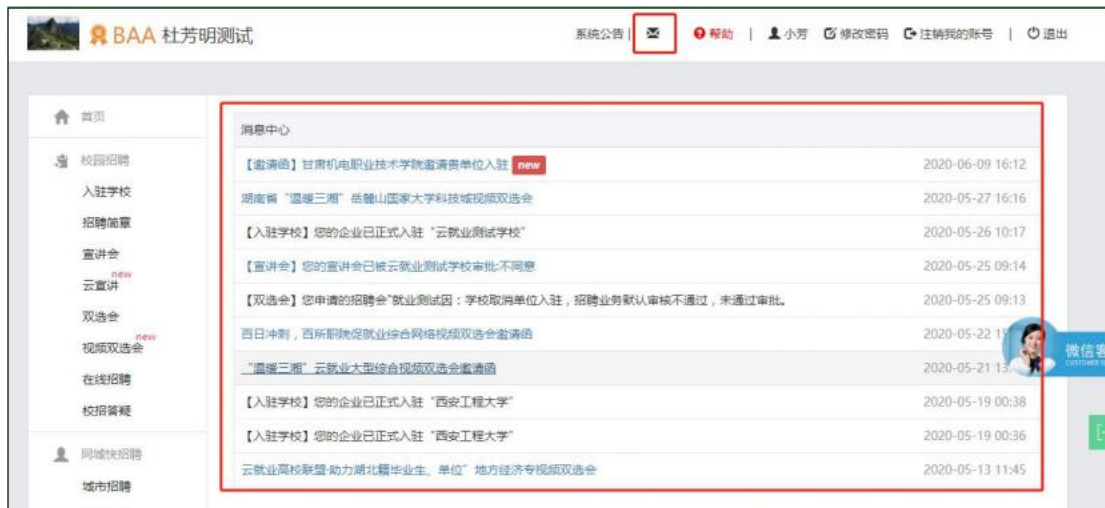 BAA 杜芳明测试
系统公告 | 帮助 | 小芳 修改密码 注销我的账号 | 退出
首页
校园招聘
入驻学校
招聘简章
宣讲会
云宣讲 new
双选会
视频双选会 new
在线招聘
校招答疑
同城快招聘
城市招聘
消息中心
【邀请函】甘肃机电职业技术学院邀请贵单位入驻 new 2020-06-09 16:12
湖南省“温暖三湘”岳麓山国家大学科技城视频双选会 2020-05-27 16:16
【入驻学校】您的企业已正式入驻“云就业测试学校” 2020-05-26 10:17
【宣讲会】您的宣讲会已被云就业测试学校审批:不同意 2020-05-25 09:14
【双选会】您申请的招聘会"就业测试因：学校取消单位入驻，招聘业务默认审核不通过，未通过审批。 2020-05-25 09:13
百日冲刺，百所职院促就业综合网络视频双选会邀请函 2020-05-22
“温暖三湘”云就业大型综合视频双选会邀请函 2020-05-21
【入驻学校】您的企业已正式入驻“西安工程大学” 2020-05-19 00:38
【入驻学校】您的企业已正式入驻“西安工程大学” 2020-05-19 00:36
云就业高校联盟·助力湖北籍毕业生、单位”地方经济专视频双选会 2020-05-13 11:45
微信客